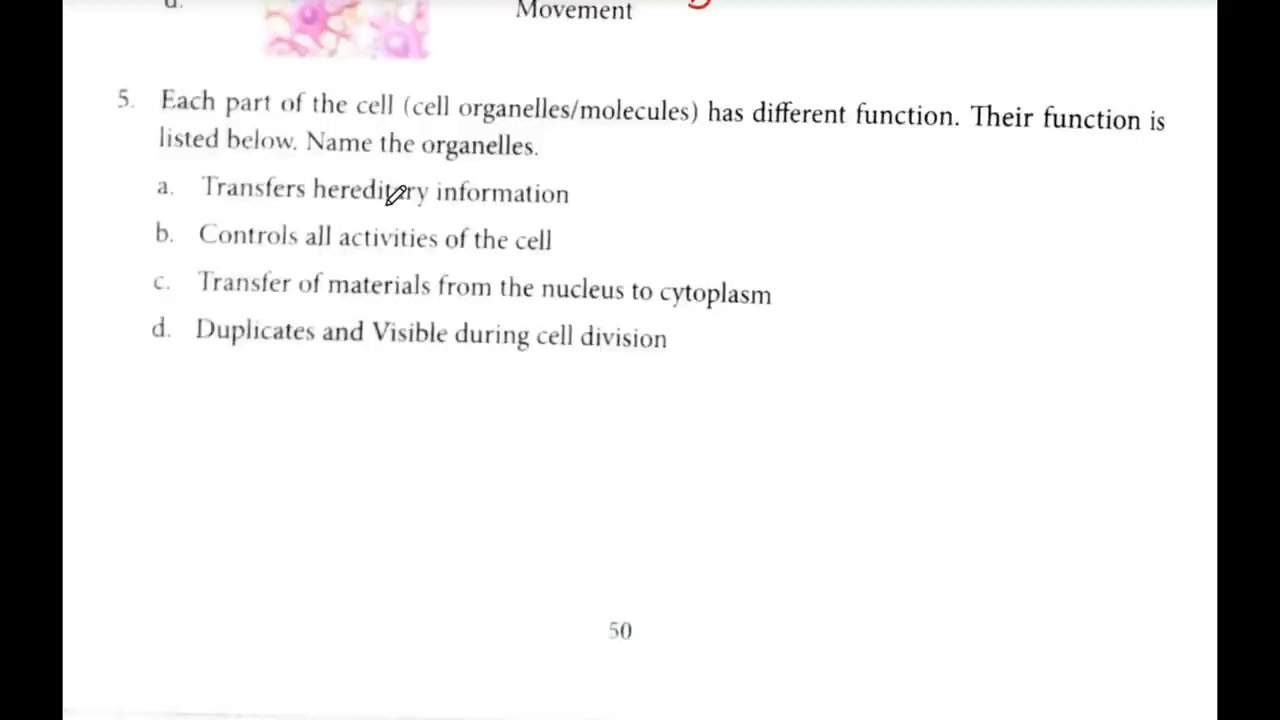 d.
Movement
5. Each part of the cell (cell organelles/molecules) has different function. Their function is
listed below. Name the organelles.
a. Transfers hereditary information
b. Controls all activities of the cell
c. Transfer of materials from the nucleus to cytoplasm
d. Duplicates and Visible during cell division
50